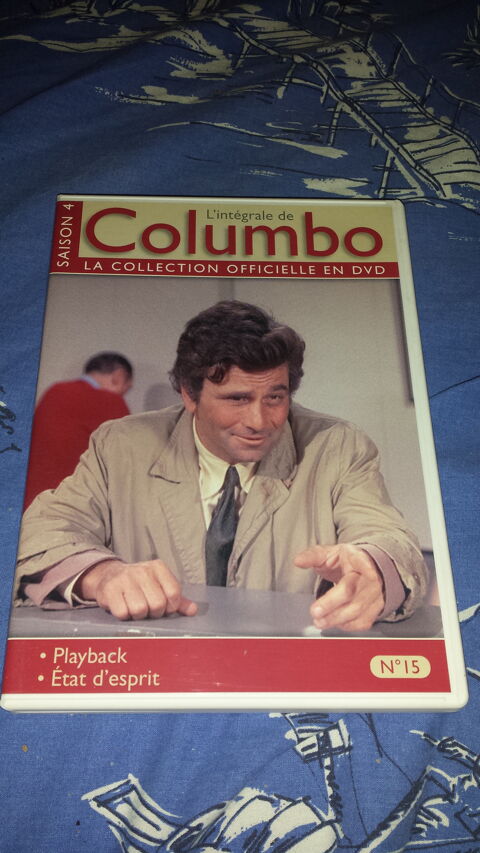 SAISON 4
L'intégrale de
Columbo
LA COLLECTION OFFICIELLE EN DVD
• Playback
• État d'esprit
N°15